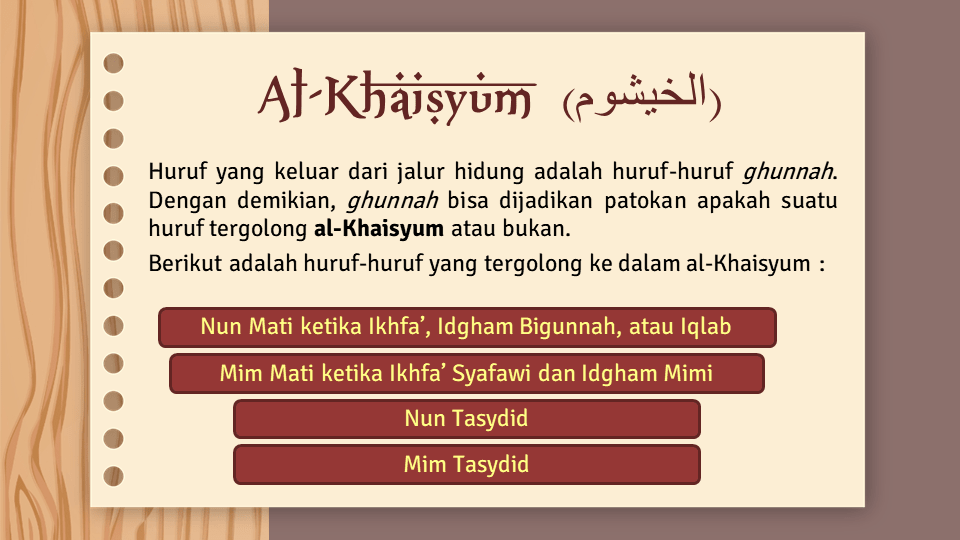 Al-Khaisyum (الخيشوم)
Huruf yang keluar dari jalur hidung adalah huruf-huruf ghunnah.
Dengan demikian, ghunnah bisa dijadikan patokan apakah suatu
huruf tergolong al-Khaisyum atau bukan.
Berikut adalah huruf-huruf yang tergolong ke dalam al-Khaisyum :
Nun Mati ketika Ikhfa’, Idgham Bigunnah, atau Iqlab
Mim Mati ketika Ikhfa’ Syafawi dan Idgham Mimi
Nun Tasydid
Mim Tasydid